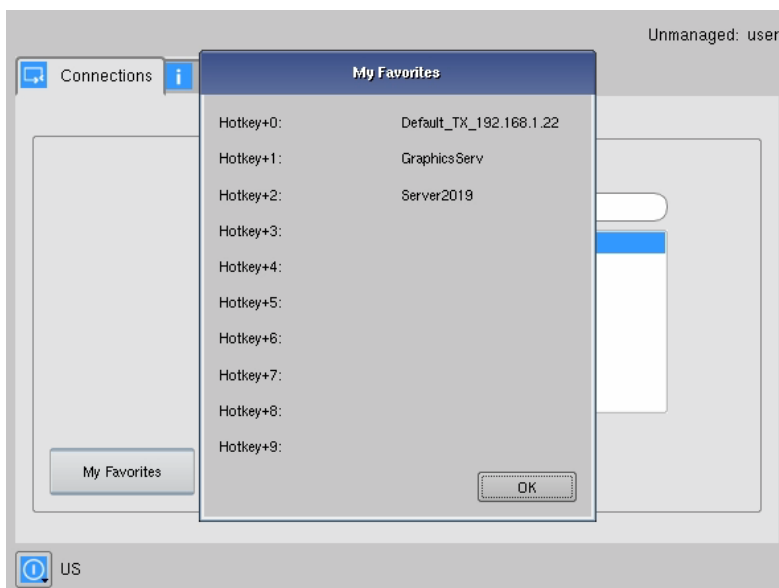 Unmanaged: user
Connections
My Favorites
Hotkey+0: Default_TX_192.168.1.22
Hotkey+1: GraphicsServ
Hotkey+2: Server2019
Hotkey+3:
Hotkey+4:
Hotkey+5:
Hotkey+6:
Hotkey+7:
Hotkey+8:
Hotkey+9:
My Favorites
OK
US